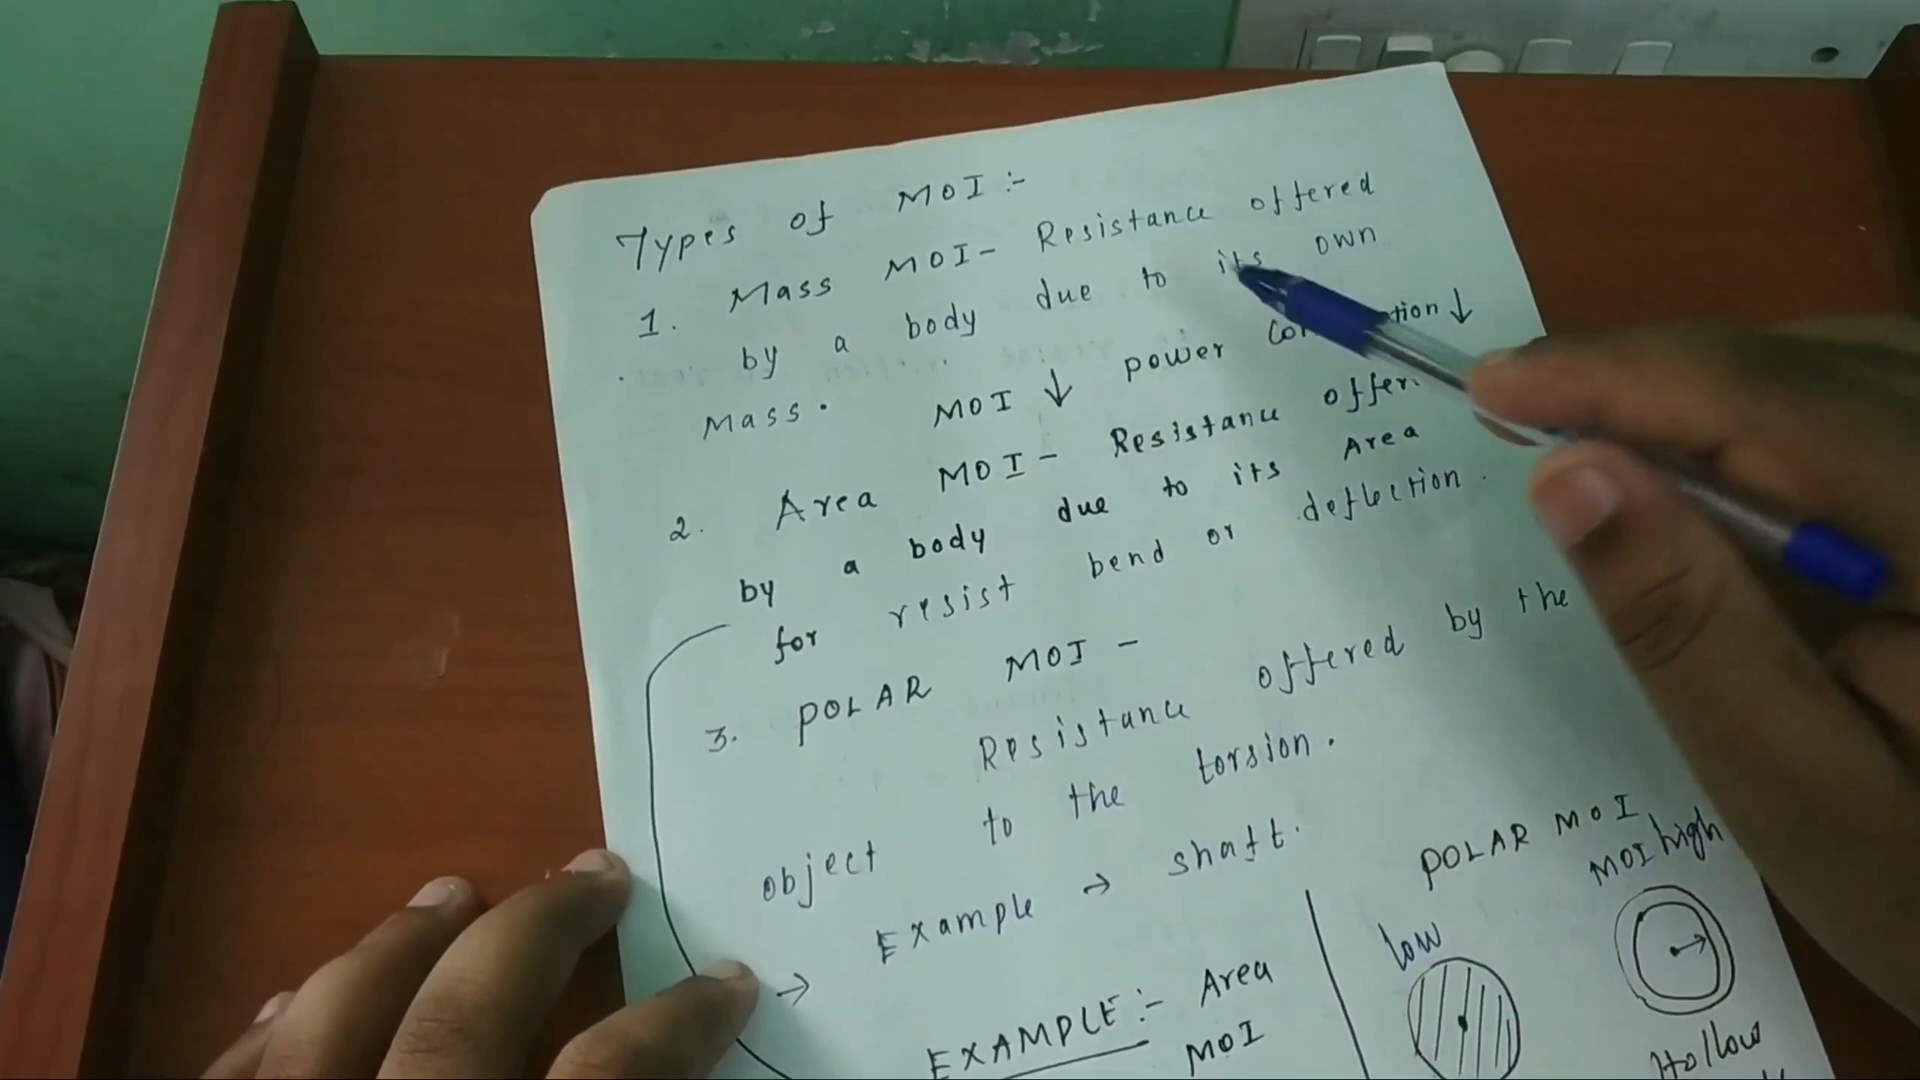 Types of MOI :-
1. Mass MOI - Resistance offered
by a body due to its own
Mass.
MOI ↓ power tion ↓
2. Area MOI - Resistance
by a body due to its Area
for resist bend or deflection.
3. POLAR MOI -
Resistance offered by the
object to the torsion.
Example → shaft.
→ EXAMPLE :- Area
MOI
POLAR MOI
low
MOI high
Hollow